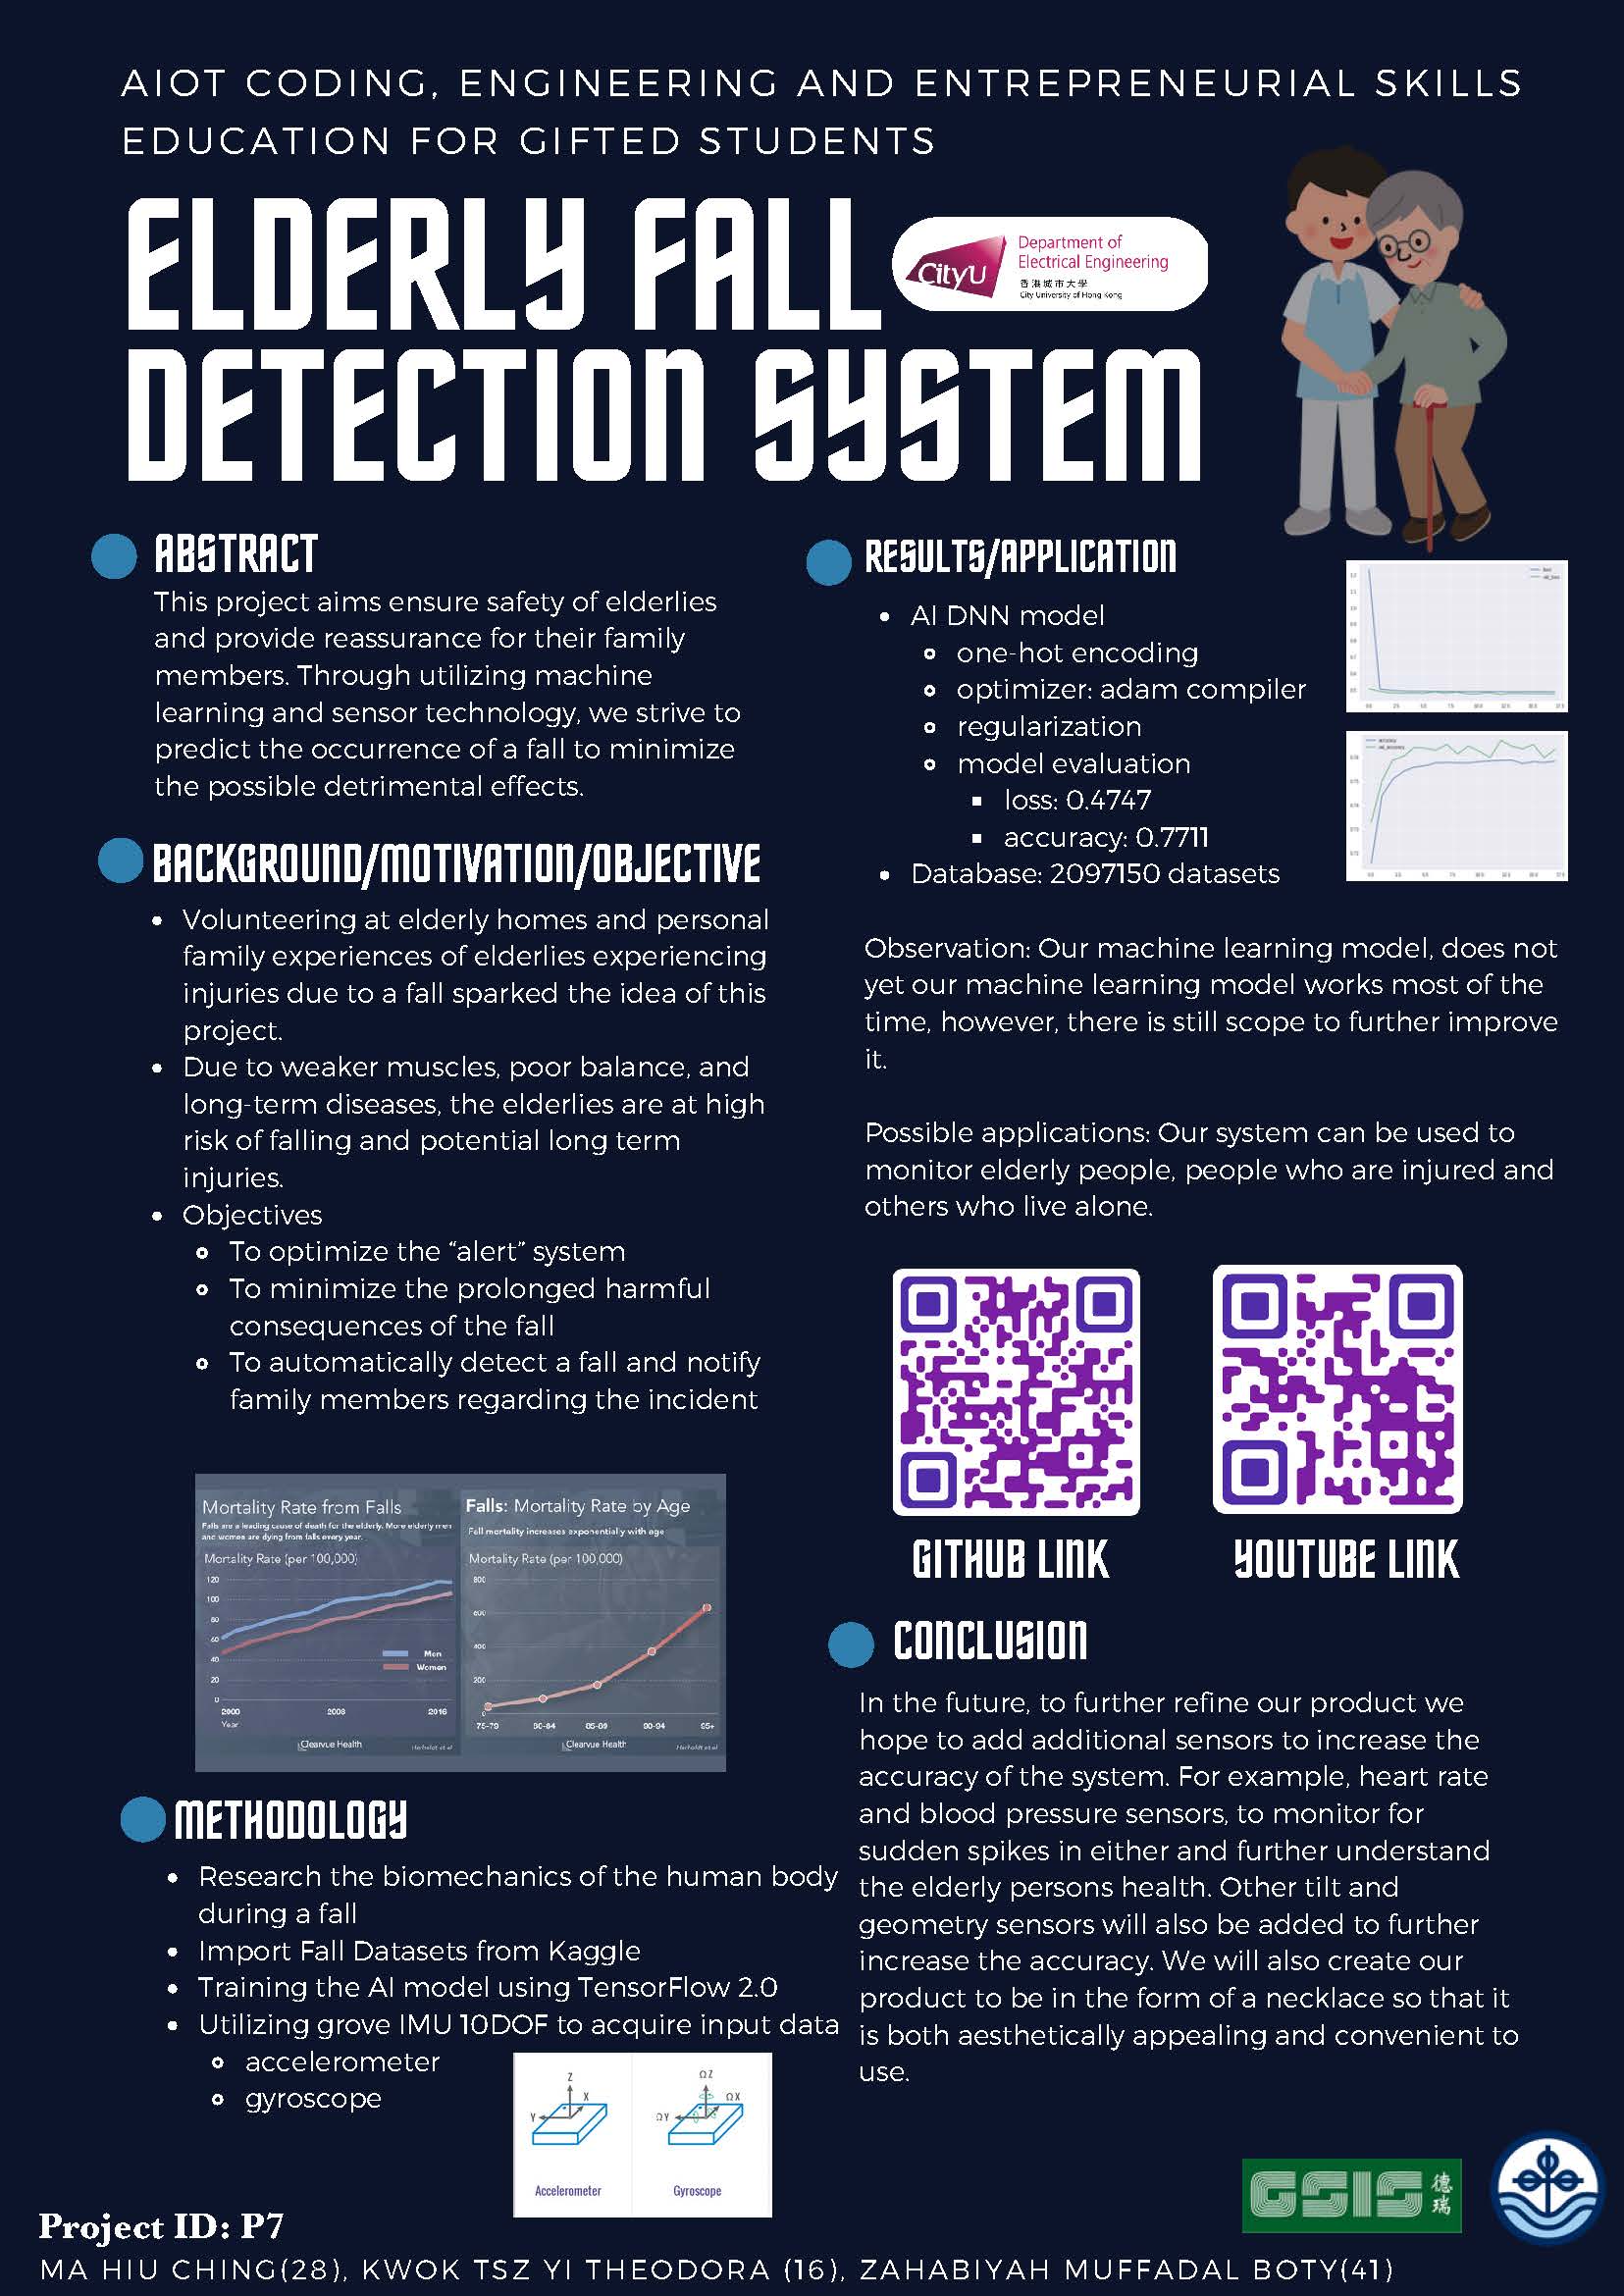 AIOT CODING, ENGINEERING AND ENTREPRENEURIAL SKILLS
EDUCATION FOR GIFTED STUDENTS
ELDERLY FALL
DETECTION SYSTEM
CityU
Department of
Electrical Engineering
香港城市大學
City University of Hong Kong
ABSTRACT
This project aims ensure safety of elderlies
and provide reassurance for their family
members. Through utilizing machine
learning and sensor technology, we strive to
predict the occurrence of a fall to minimize
the possible detrimental effects.
BACKGROUND/MOTIVATION/OBJECTIVE
• Volunteering at elderly homes and personal
family experiences of elderlies experiencing
injuries due to a fall sparked the idea of this
project.
• Due to weaker muscles, poor balance, and
long-term diseases, the elderlies are at high
risk of falling and potential long term
injuries.
• Objectives
To optimize the “alert” system
To minimize the prolonged harmful
consequences of the fall
To automatically detect a fall and notify
family members regarding the incident
Mortality Rate from Falls
Falls are a leading cause of death for the elderly. More elderly men
and women are dying from falls every year.
Mortality Rate (per 100,000)
120
100
80
60
40
20
0
Men
Women
2000
2008
2016
Year
Clearvue Health
Falls: Mortality Rate by Age
Fall mortality increases exponentially with age
Mortality Rate (per 100,000)
800
600
400
200
0
75-79
80-84
85-89
90-94
95+
Clearvue Health
METHODOLOGY
• Research the biomechanics of the human body
during a fall
• Import Fall Datasets from Kaggle
• Training the AI model using TensorFlow 2.0
• Utilizing grove IMU 10DOF to acquire input data
accelerometer
gyroscope
Z
X
Y
Accelerometer
ΩZ
ΩX
ΩY
Gyroscope
RESULTS/APPLICATION
• AI DNN model
one-hot encoding
optimizer: adam compiler
regularization
model evaluation
loss: 0.4747
accuracy: 0.7711
• Database: 2097150 datasets
Observation: Our machine learning model, does not
yet our machine learning model works most of the
time, however, there is still scope to further improve
it.
Possible applications: Our system can be used to
monitor elderly people, people who are injured and
others who live alone.
GITHUB LINK
YOUTUBE LINK
CONCLUSION
In the future, to further refine our product we
hope to add additional sensors to increase the
accuracy of the system. For example, heart rate
and blood pressure sensors, to monitor for
sudden spikes in either and further understand
the elderly persons health. Other tilt and
geometry sensors will also be added to further
increase the accuracy. We will also create our
product to be in the form of a necklace so that it
is both aesthetically appealing and convenient to
use.
GSIS 德瑞
Project ID: P7
MA HIU CHING(28), KWOK TSZ YI THEODORA (16), ZAHABIYAH MUFFADAL BOTY(41)